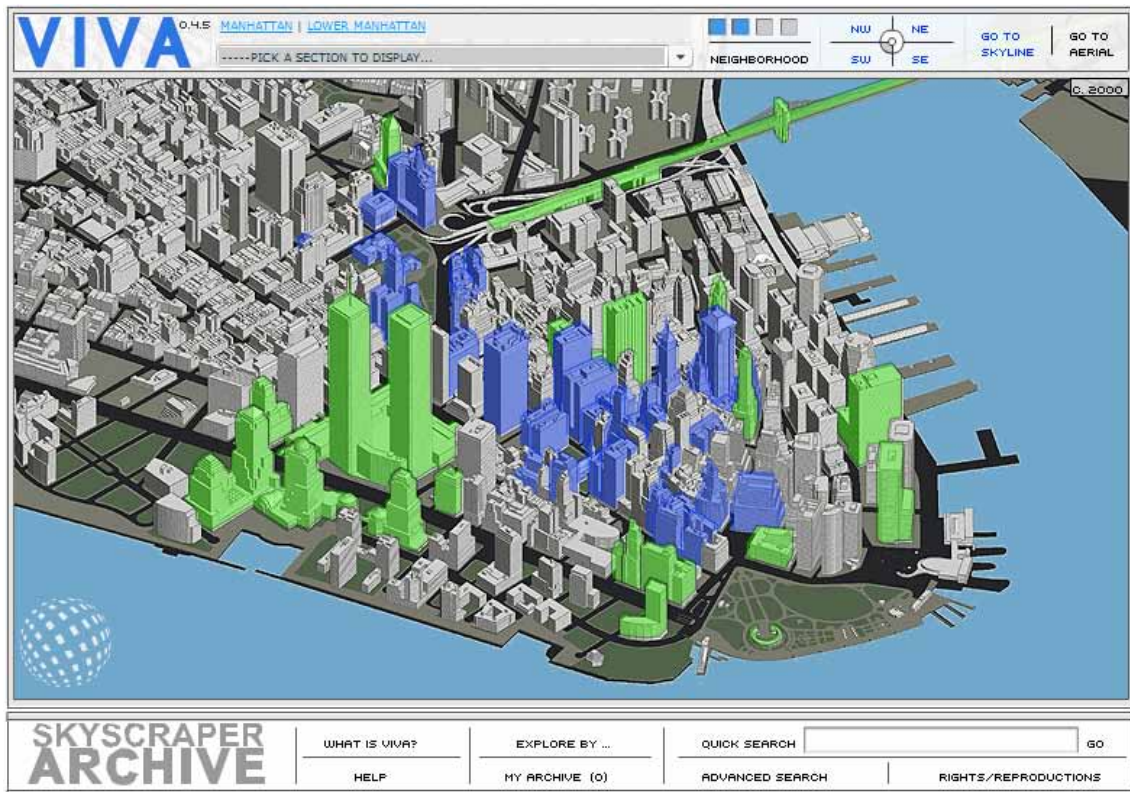 VIVA 0.4.5
MANHATTAN | LOWER MANHATTAN
-----PICK A SECTION TO DISPLAY...
NEIGHBORHOOD
NW NE
SW SE
GO TO
SKYLINE
GO TO
AERIAL
C. 2000
SKYSCRAPER
ARCHIVE
WHAT IS VIVA?
HELP
EXPLORE BY ...
MY ARCHIVE (0)
QUICK SEARCH
GO
ADVANCED SEARCH
RIGHTS/REPRODUCTIONS